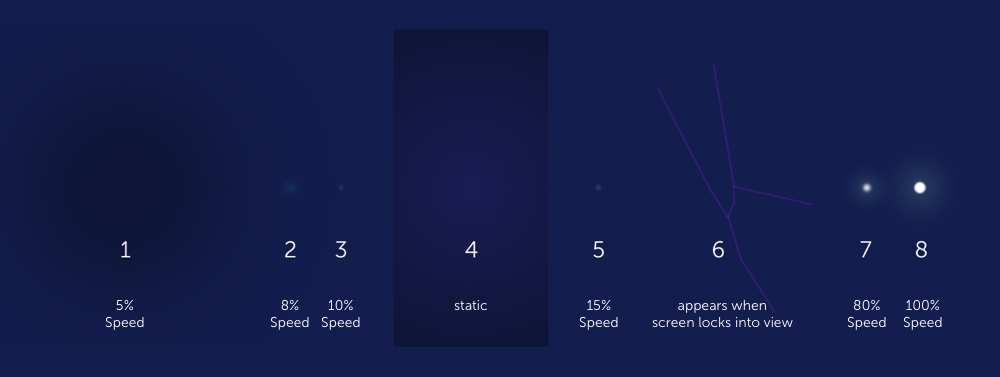 1 2 3 4 5 6 7 8
5% 8% 10% static 15% appears when 80% 100%
Speed Speed Speed Speed screen locks into view Speed Speed